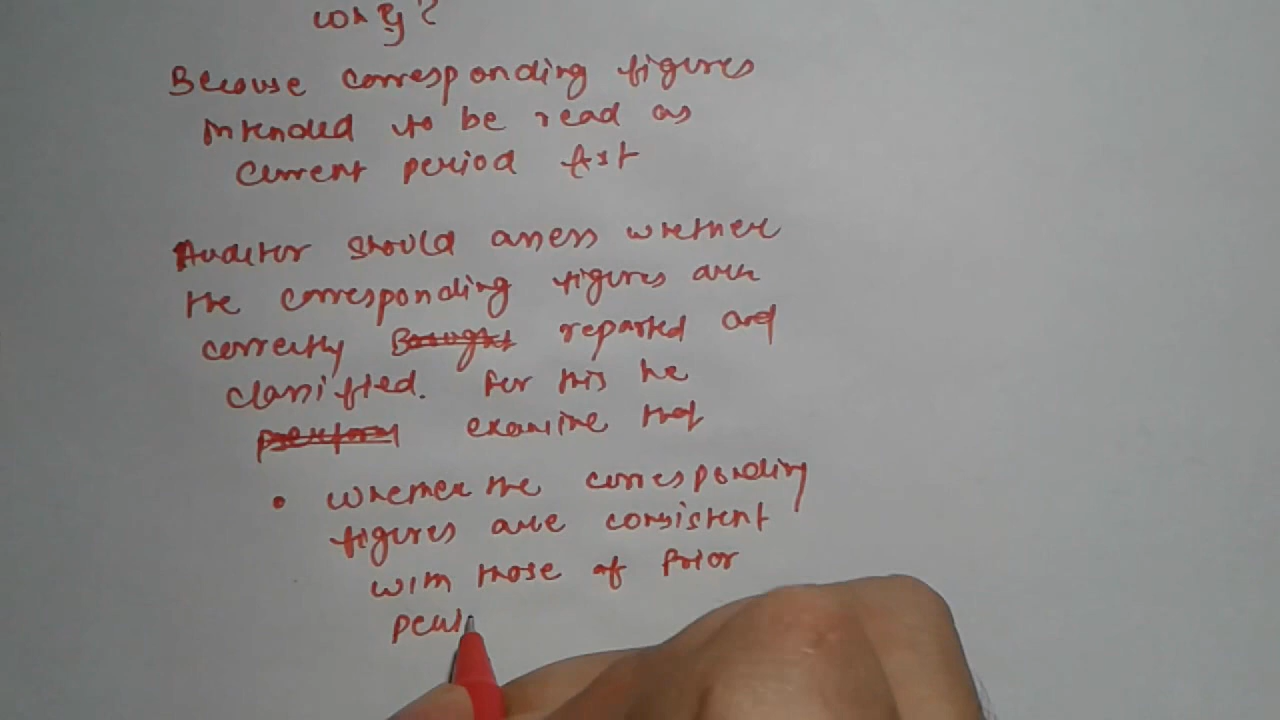 Why?
Because corresponding figures
intended to be read as
current period fist
Auditor should assess whether
the corresponding figures are
correctly Brought reported and
classified. For this he
perform examine that
• Whether the corresponding
figures are consistent
with those of Prior
peri